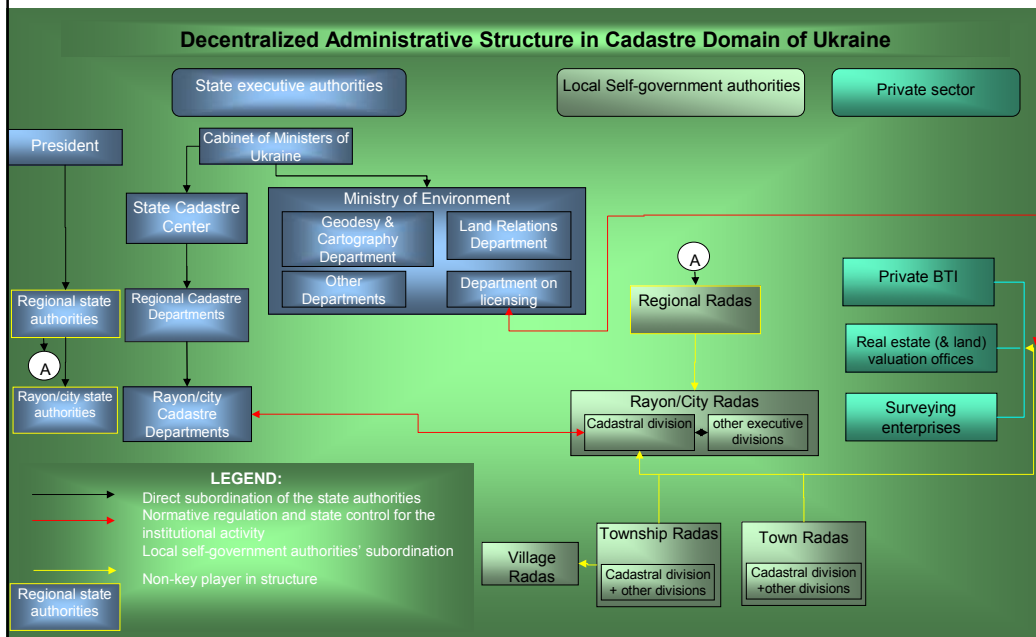 Decentralized Administrative Structure in Cadastre Domain of Ukraine
State executive authorities
Local Self-government authorities
Private sector
President
Cabinet of Ministers of
Ukraine
State Cadastre
Center
Ministry of Environment
Geodesy &
Cartography
Department
Land Relations
Department
Other
Departments
Department on
licensing
Regional state
authorities
Regional Cadastre
Departments
A
Rayon/city state
authorities
Rayon/city
Cadastre
Departments
A
Regional Radas
Rayon/City Radas
Cadastral division
other executive
divisions
Private BTI
Real estate (& land)
valuation offices
Surveying
enterprises
Village
Radas
Township Radas
Cadastral division
+ other divisions
Town Radas
Cadastral division
+other divisions
LEGEND:
Direct subordination of the state authorities
Normative regulation and state control for the
institutional activity
Local self-government authorities' subordination
Non-key player in structure
Regional state
authorities